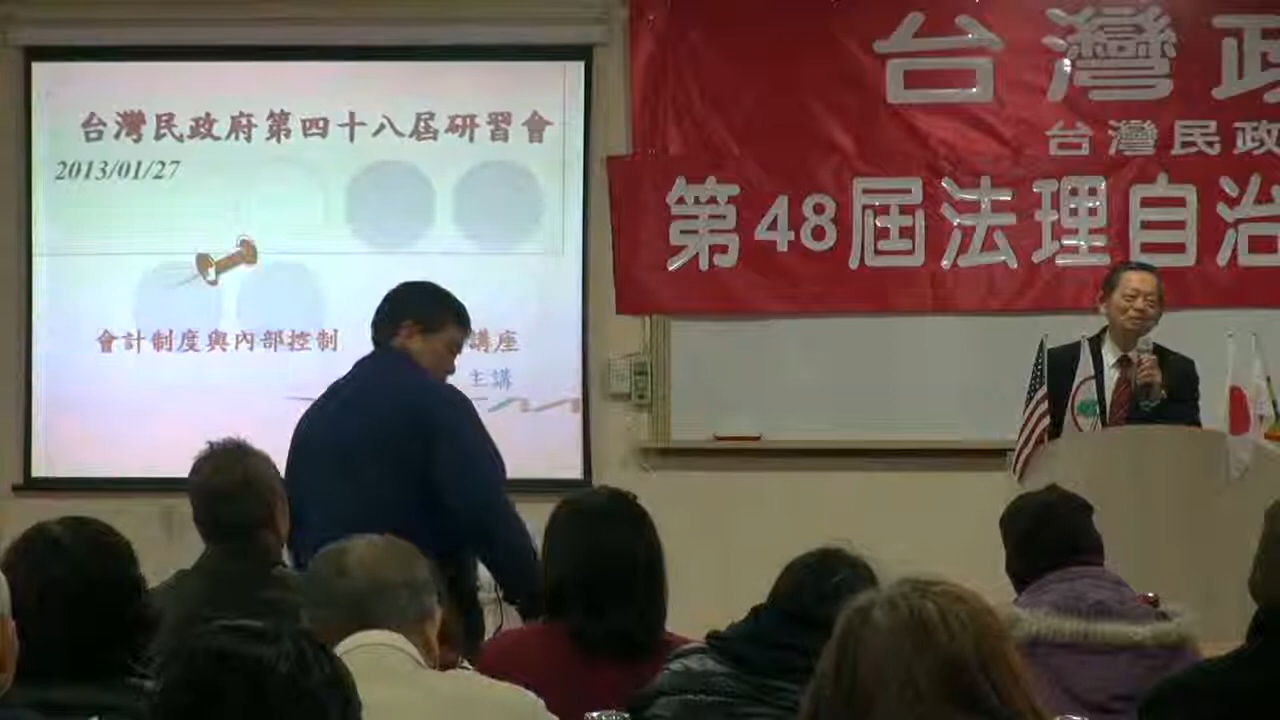 台灣民政府第四十八屆研習會
2013/01/27
會計制度與內部控制
講座
主講
台灣政
台灣民政
第48屆法理自治